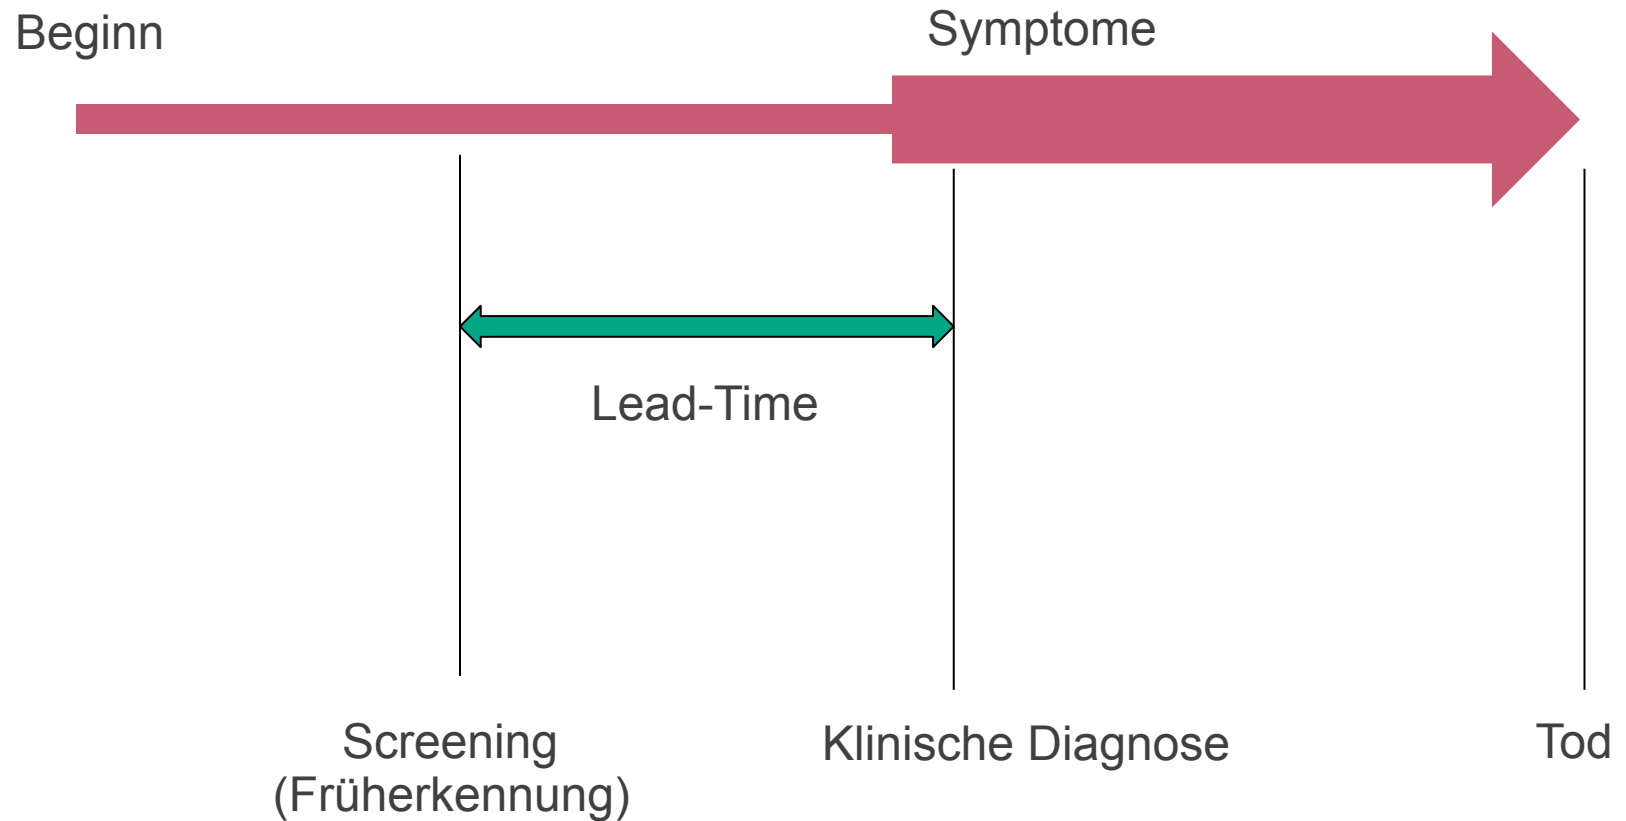 Beginn
Symptome
Lead-Time
Screening
(Früherkennung)
Klinische Diagnose
Tod